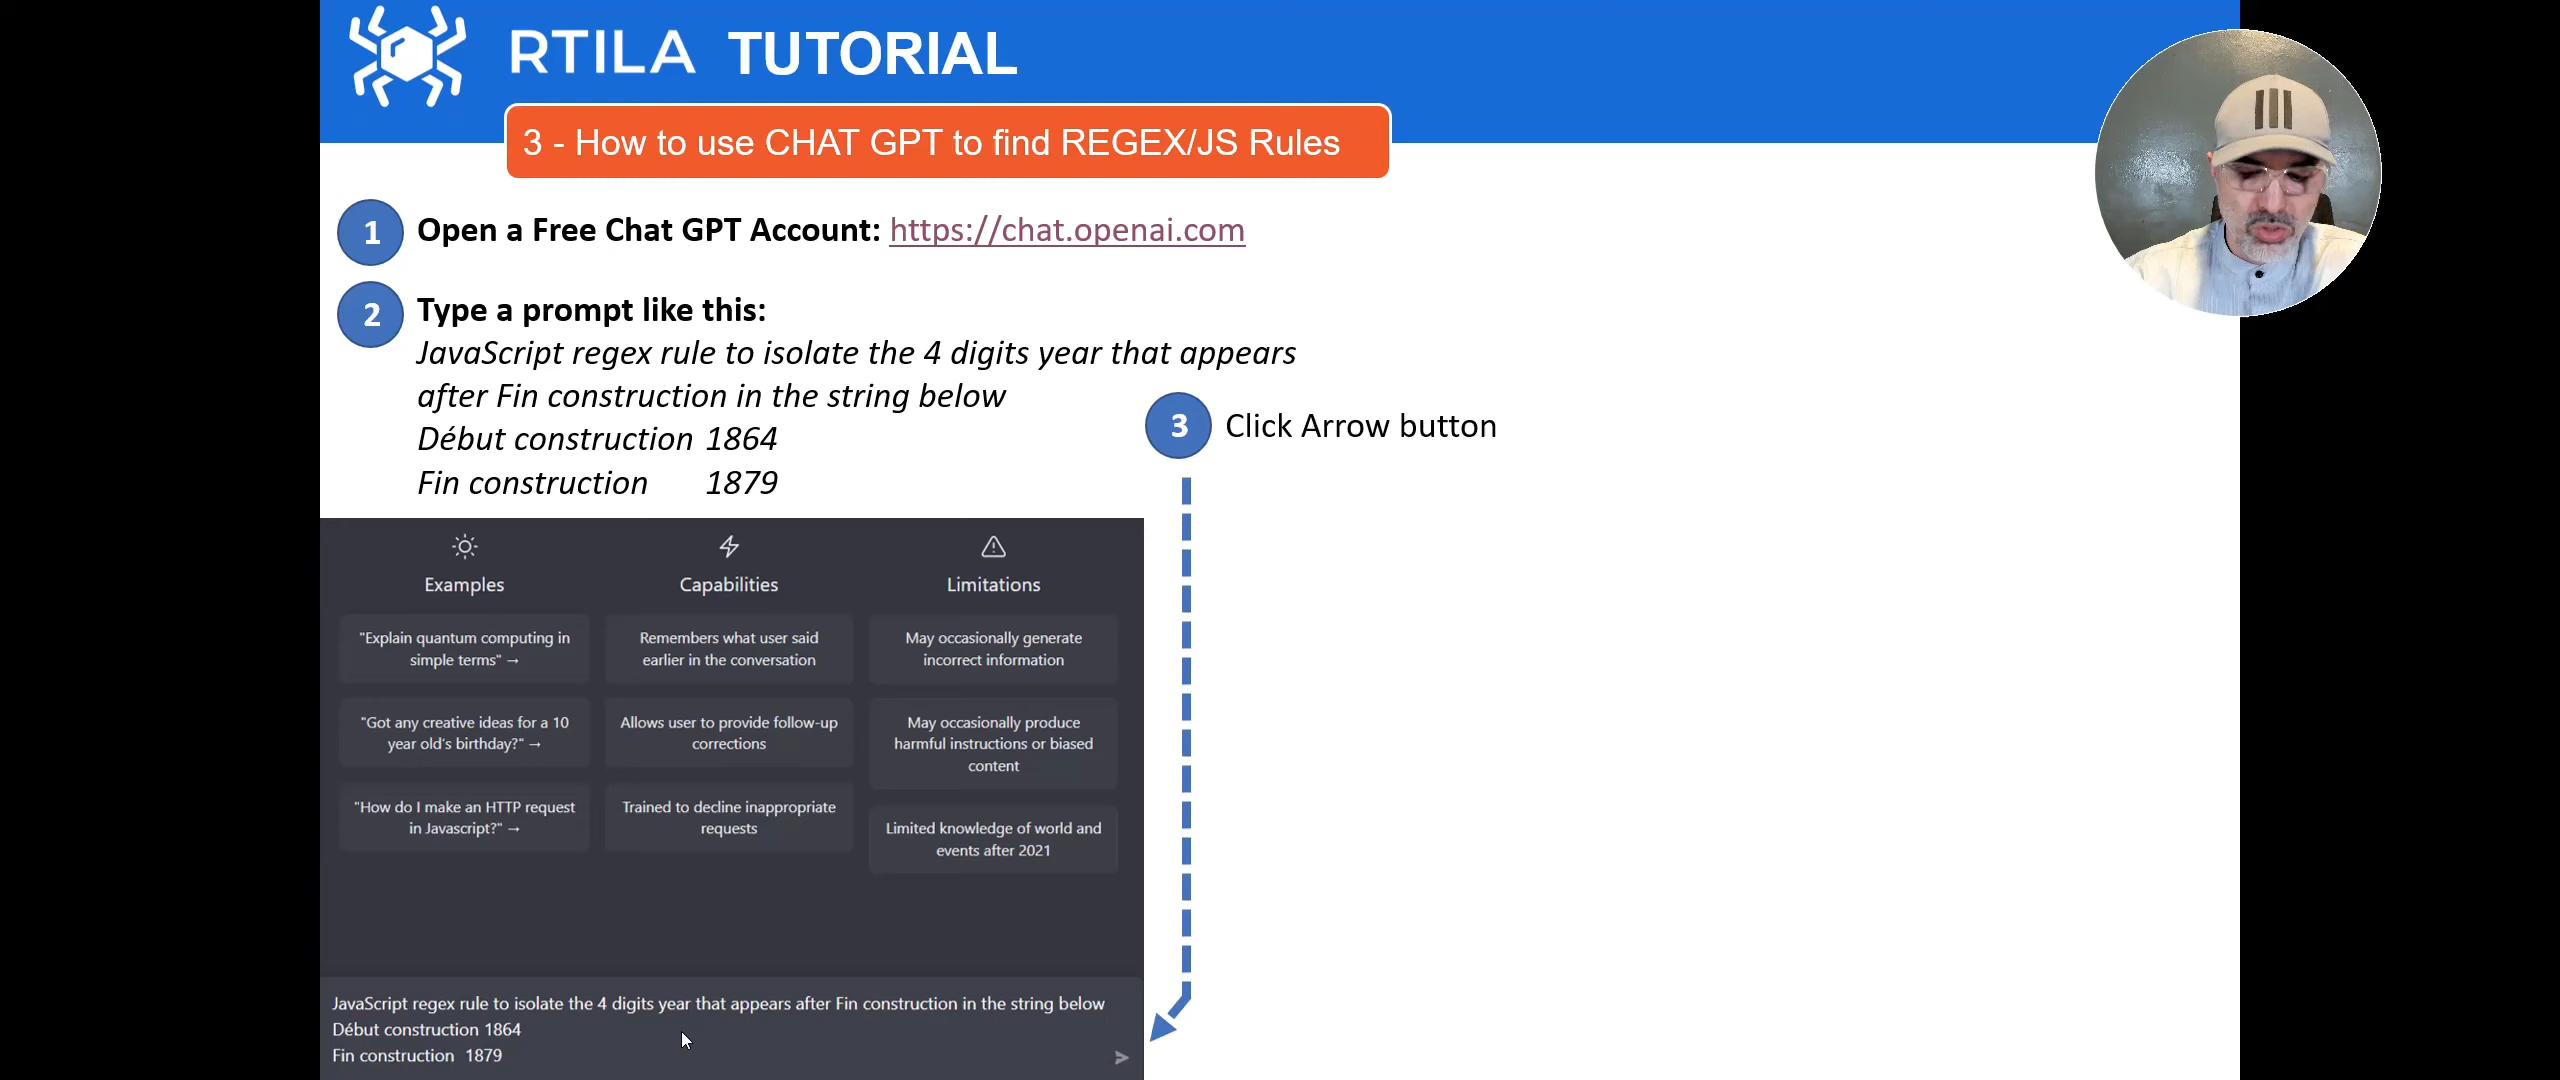 RTILA TUTORIAL
3 - How to use CHAT GPT to find REGEX/JS Rules
1 Open a Free Chat GPT Account: https://chat.openai.com
2 Type a prompt like this:
JavaScript regex rule to isolate the 4 digits year that appears
after Fin construction in the string below
Début construction 1864
Fin construction 1879
3 Click Arrow button
Examples
"Explain quantum computing in
simple terms" →
"Got any creative ideas for a 10
year old's birthday?" →
"How do I make an HTTP request
in Javascript?" →
Capabilities
Remembers what user said
earlier in the conversation
Allows user to provide follow-up
corrections
Trained to decline inappropriate
requests
Limitations
May occasionally generate
incorrect information
May occasionally produce
harmful instructions or biased
content
Limited knowledge of world and
events after 2021
JavaScript regex rule to isolate the 4 digits year that appears after Fin construction in the string below
Début construction 1864
Fin construction 1879